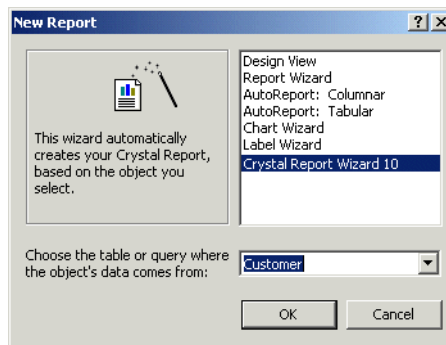 New Report
Design View
Report Wizard
AutoReport: Columnar
AutoReport: Tabular
Chart Wizard
Label Wizard
Crystal Report Wizard 10
This wizard automatically
creates your Crystal Report,
based on the object you
select.
Choose the table or query where
the object's data comes from:
Customer
OK
Cancel